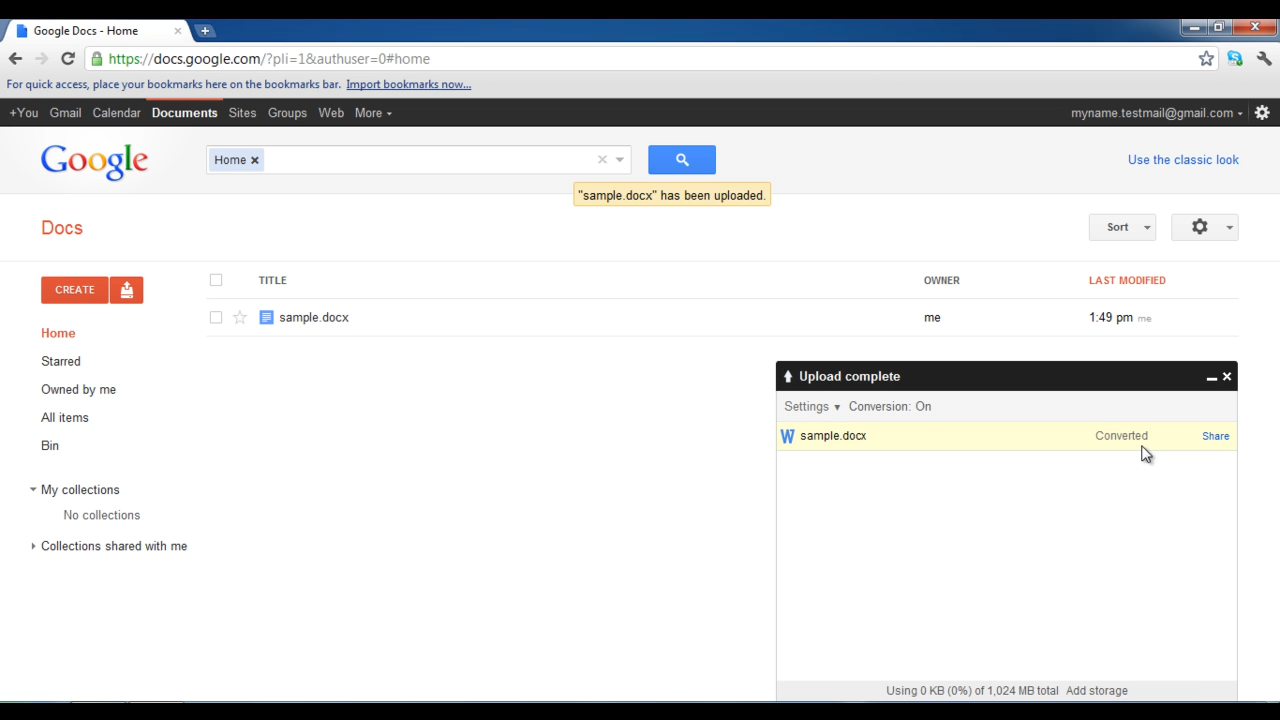 Google Docs - Home
https://docs.google.com/?pli=1&authuser=0#home
For quick access, place your bookmarks here on the bookmarks bar. Import bookmarks now...
+You Gmail Calendar Documents Sites Groups Web More myname.testmail@gmail.com
Google Home Use the classic look
"sample.docx" has been uploaded.
Docs Sort
CREATE TITLE OWNER LAST MODIFIED
sample.docx me 1:49 pm me
Home
Starred
Owned by me
All items
Bin
My collections
No collections
Collections shared with me
Upload complete
Settings Conversion: On
W sample.docx Converted Share
Using 0 KB (0%) of 1,024 MB total Add storage